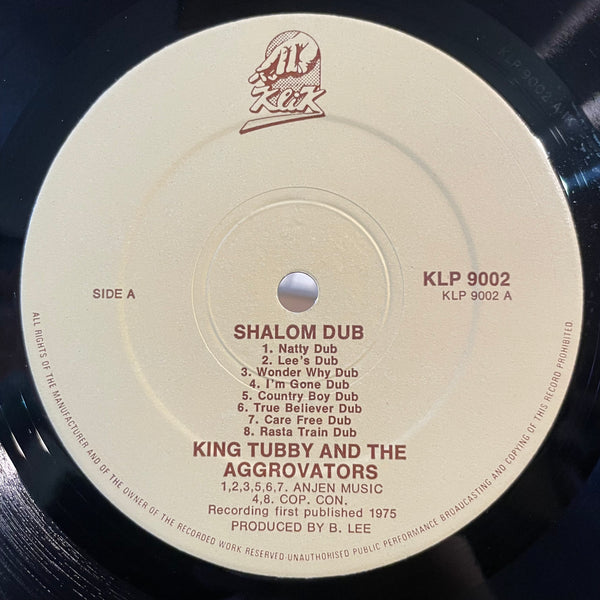 KliK
KLP 9002 A
SIDE A
KLP 9002
KLP 9002 A
SHALOM DUB
1. Natty Dub
2. Lee's Dub
3. Wonder Why Dub
4. I'm Gone Dub
5. Country Boy Dub
6. True Believer Dub
7. Care Free Dub
8. Rasta Train Dub
KING TUBBY AND THE
AGGROVATORS
1,2,3,5,6,7. ANJEN MUSIC
4,8. COP. CON.
Recording first published 1975
PRODUCED BY B. LEE
ALL RIGHTS OF THE MANUFACTURER AND OF THE OWNER OF THE RECORDED WORK RESERVED·UNAUTHORISED PUBLIC PERFORMANCE BROADCASTING AND COPYING OF THIS RECORD PROHIBITED